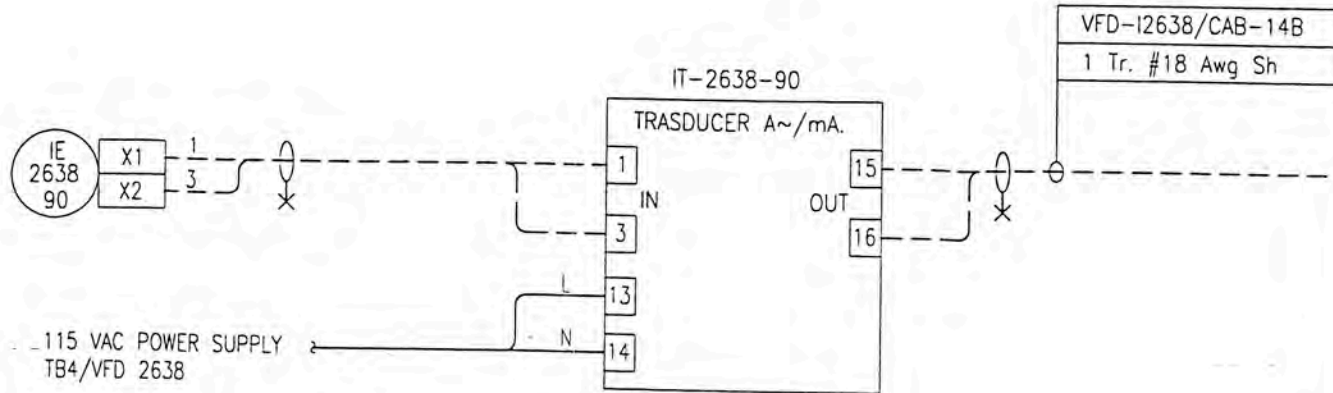 VFD-I2638/CAB-14B
1 Tr. #18 Awg Sh
IT-2638-90
TRASDUCER A~/mA.
IE
2638
90
X1
1
X2
3
1
IN
3
15
OUT
16
L
13
N
14
115 VAC POWER SUPPLY
TB4/VFD 2638